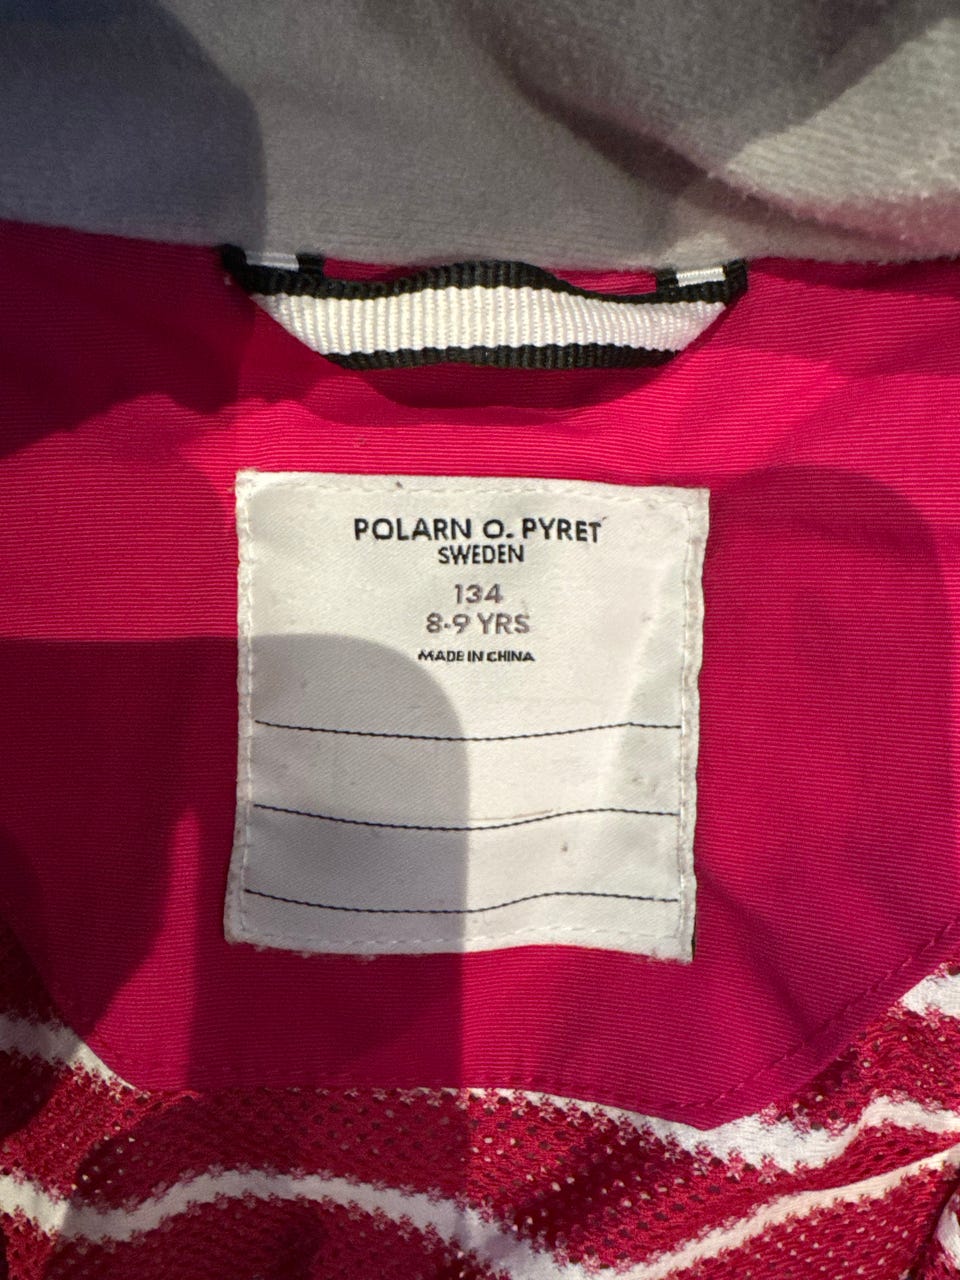 POLARN O. PYRET
SWEDEN
134
8-9 YRS
MADE IN CHINA